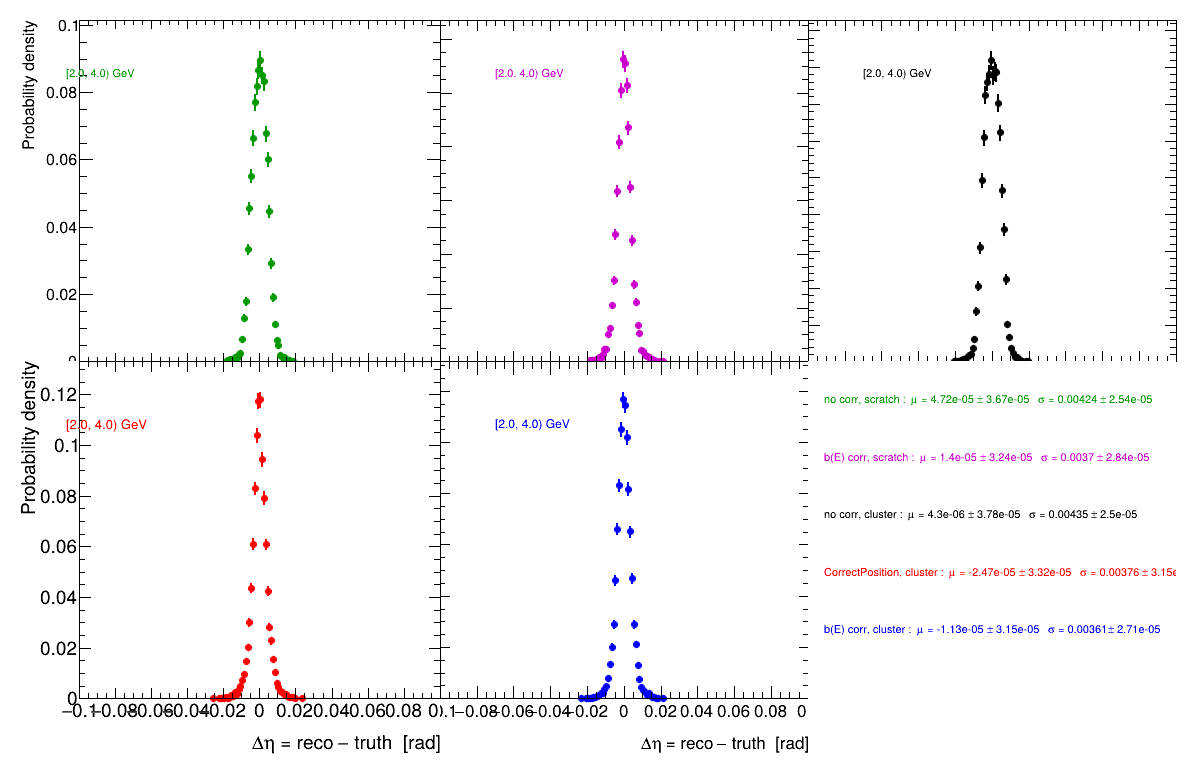 Probability density
0.1
0.08
0.06
0.04
0.02
0
[2.0, 4.0) GeV
[2.0, 4.0) GeV
[2.0, 4.0) GeV
Probability density
0.12
0.1
0.08
0.06
0.04
0.02
0
[2.0, 4.0) GeV
[2.0, 4.0) GeV
−0.1 −0.08 −0.06 −0.04 −0.02 0 0.02 0.04 0.06 0.08 0.1
−0.08 −0.06 −0.04 −0.02 0 0.02 0.04 0.06 0.08 0
Δη = reco − truth [rad]
Δη = reco − truth [rad]
no corr, scratch : μ = 4.72e-05 ± 3.67e-05 σ = 0.00424 ± 2.54e-05
b(E) corr, scratch : μ = 1.4e-05 ± 3.24e-05 σ = 0.0037 ± 2.84e-05
no corr, cluster : μ = 4.3e-06 ± 3.78e-05 σ = 0.00435 ± 2.5e-05
CorrectPosition, cluster : μ = -2.47e-05 ± 3.32e-05 σ = 0.00376 ± 3.15e
b(E) corr, cluster : μ = -1.13e-05 ± 3.15e-05 σ = 0.00361 ± 2.71e-05